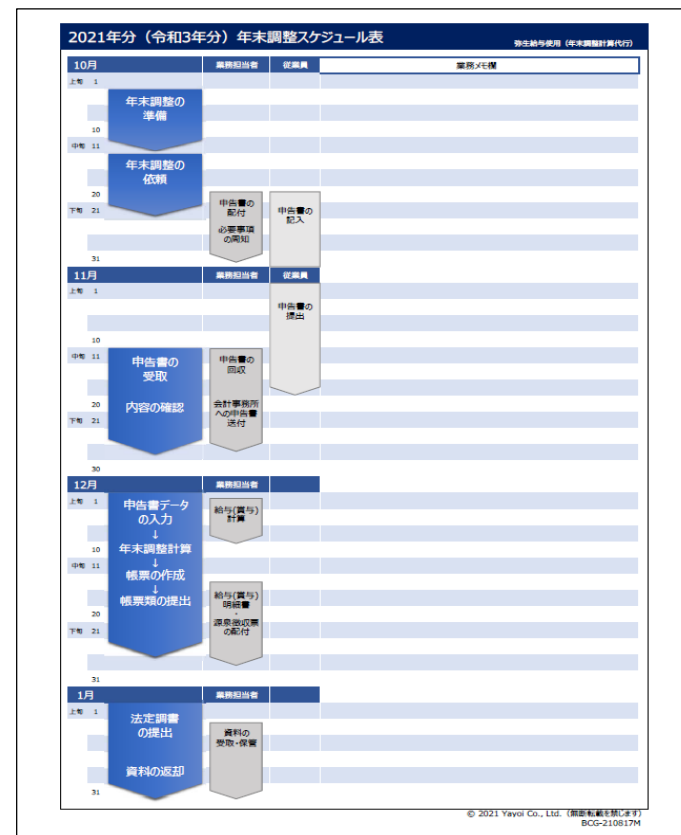 2021年分（令和3年分）年末調整スケジュール表
弥生給与使用（年末調整計算代行）
10月 業務担当者 従業員 業務メモ欄
上旬 1
年末調整の
準備
10
中旬 11
年末調整の
依頼
20
下旬 21
申告書の
配付
必要事項
の周知
申告書の
記入
31
11月 業務担当者 従業員
上旬 1
申告書の
提出
10
中旬 11
申告書の
受取
内容の確認
申告書の
回収
会計事務所
への申告書
送付
20
下旬 21
30
12月 業務担当者
上旬 1
申告書データ
の入力
↓
年末調整計算
↓
帳票の作成
↓
帳票類の提出
給与(賞与)
計算
10
中旬 11
給与(賞与)
明細書
・
源泉徴収票
の配付
20
下旬 21
31
1月 業務担当者
上旬 1
法定調書
の提出
資料の返却
資料の
受取・保管
31
© 2021 Yayoi Co., Ltd.（無断転載を禁じます）
BCG-210817M